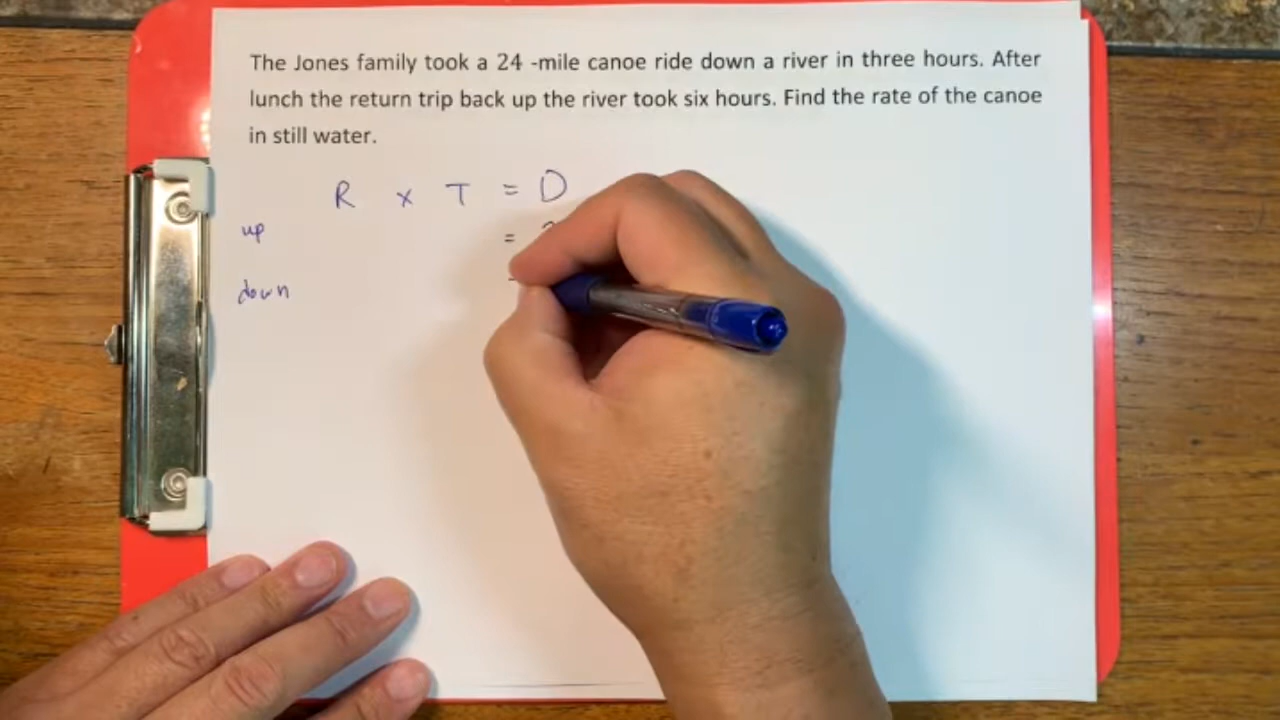 The Jones family took a 24 -mile canoe ride down a river in three hours. After
lunch the return trip back up the river took six hours. Find the rate of the canoe
in still water.
R x T = D
up =
down